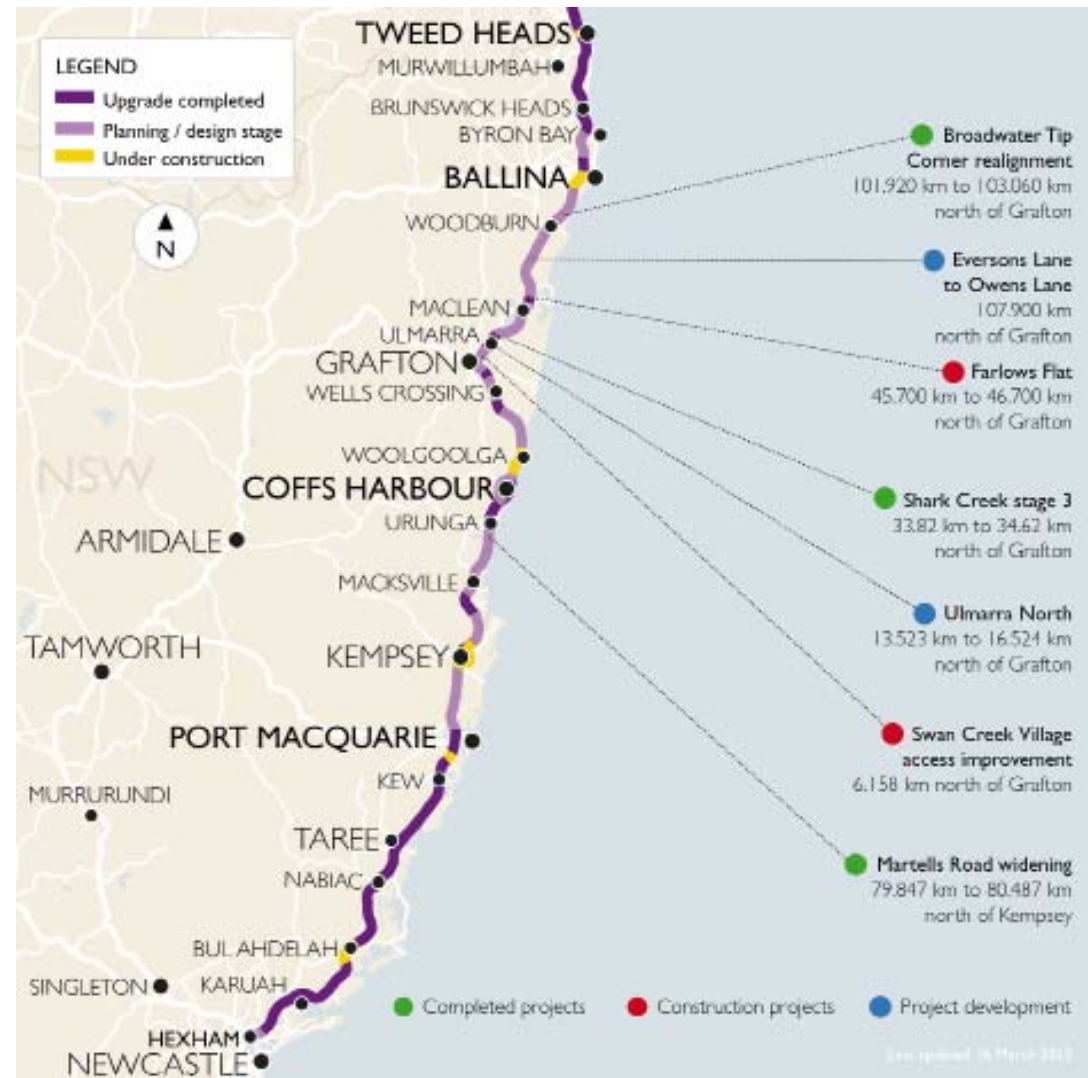 TWEED HEADS
LEGEND
Upgrade completed
Planning / design stage
Under construction
MURWILLUMBAH
BRUNSWICK HEADS
BYRON BAY
BALLINA
N
WOODBURN
MACLEAN
ULMARRA
GRAFTON
WELLS CROSSING
WOOLGOOLGA
NSW
COFFS HARBOUR
URUNGA
ARMIDALE
MACKSVILLE
TAMWORTH
KEMPSEY
PORT MACQUARIE
KEW
MURRURUNDI
TAREE
NABIAC
BUL AHDELAH
SINGLETON
KARUAH
HEXHAM
NEWCASTLE
Broadwater Tip
Corner realignment
101.920 km to 103.060 km
north of Grafton
Eversons Lane
to Owens Lane
107.900 km
north of Grafton
Farlows Flat
45.700 km to 46.700 km
north of Grafton
Shark Creek stage 3
33.82 km to 34.62 km
north of Grafton
Ulmarra North
13.523 km to 16.524 km
north of Grafton
Swan Creek Village
access improvement
6.158 km north of Grafton
Martells Road widening
79.847 km to 80.487 km
north of Kempsey
Completed projects
Construction projects
Project development
Last updated 16 March